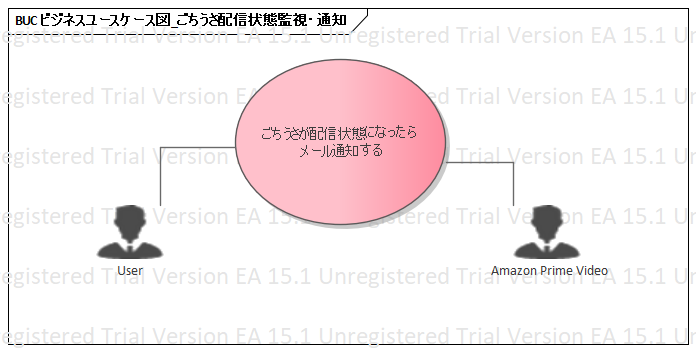 BUC ビジネスユースケース図_ごちうさ配信状態監視・通知
Unregistered Trial Version EA 15.1 Unregistered Trial Version EA 15.1
ごちうさが配信状態になったら
メール通知する
User
Amazon Prime Video